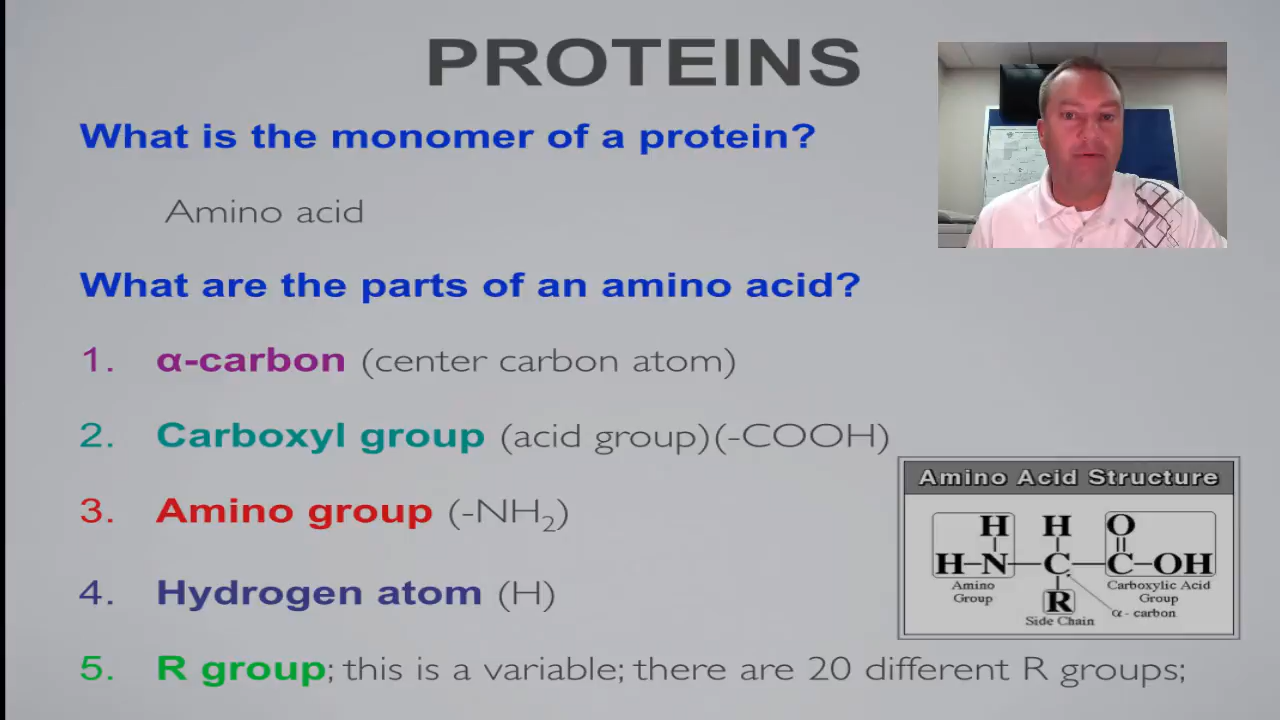 PROTEINS
What is the monomer of a protein?
Amino acid
What are the parts of an amino acid?
1. α-carbon (center carbon atom)
2. Carboxyl group (acid group)(-COOH)
3. Amino group (-NH₂)
4. Hydrogen atom (H)
5. R group; this is a variable; there are 20 different R groups;
Amino Acid Structure
H H O
H–N–C–C–OH
Amino Group
Carboxylic Acid Group
R
α - carbon
Side Chain